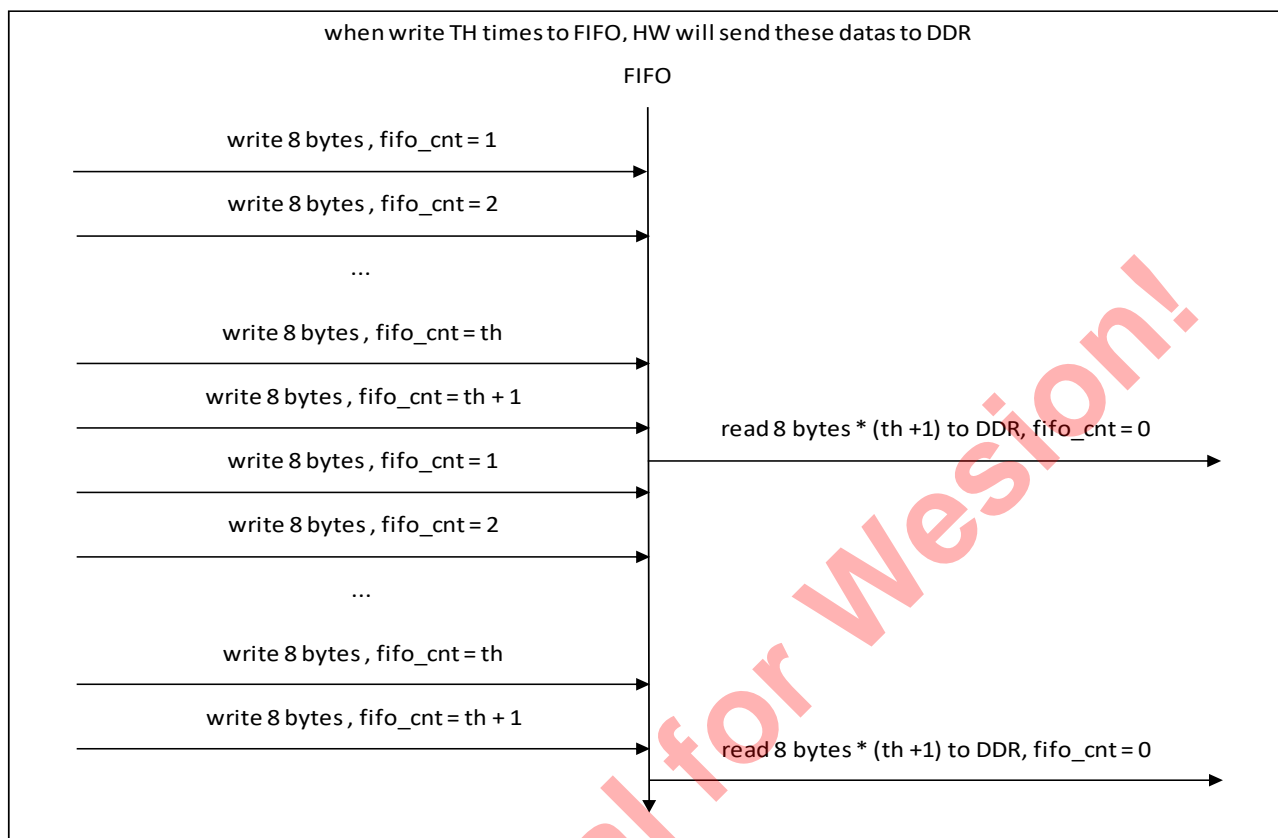 when write TH times to FIFO, HW will send these datas to DDR
FIFO
write 8 bytes , fifo_cnt = 1
write 8 bytes , fifo_cnt = 2
...
write 8 bytes , fifo_cnt = th
write 8 bytes , fifo_cnt = th + 1
read 8 bytes * (th +1) to DDR, fifo_cnt = 0
write 8 bytes , fifo_cnt = 1
write 8 bytes , fifo_cnt = 2
...
write 8 bytes , fifo_cnt = th
write 8 bytes , fifo_cnt = th + 1
read 8 bytes * (th +1) to DDR, fifo_cnt = 0
for Wesion!